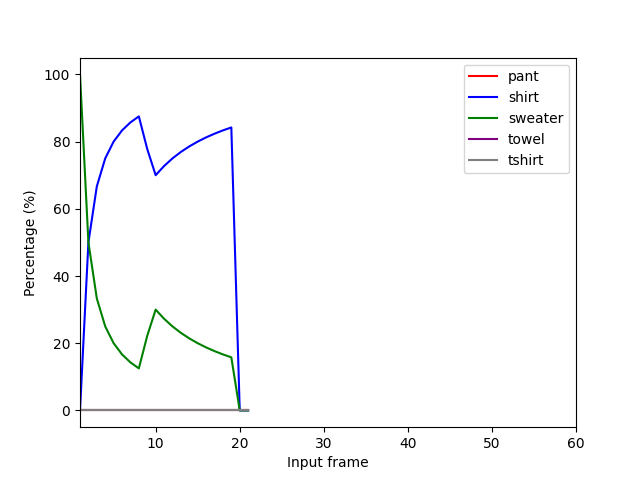 100
80
60
40
20
0
Percentage (%)
pant
shirt
sweater
towel
tshirt
10 20 30 40 50 60
Input frame